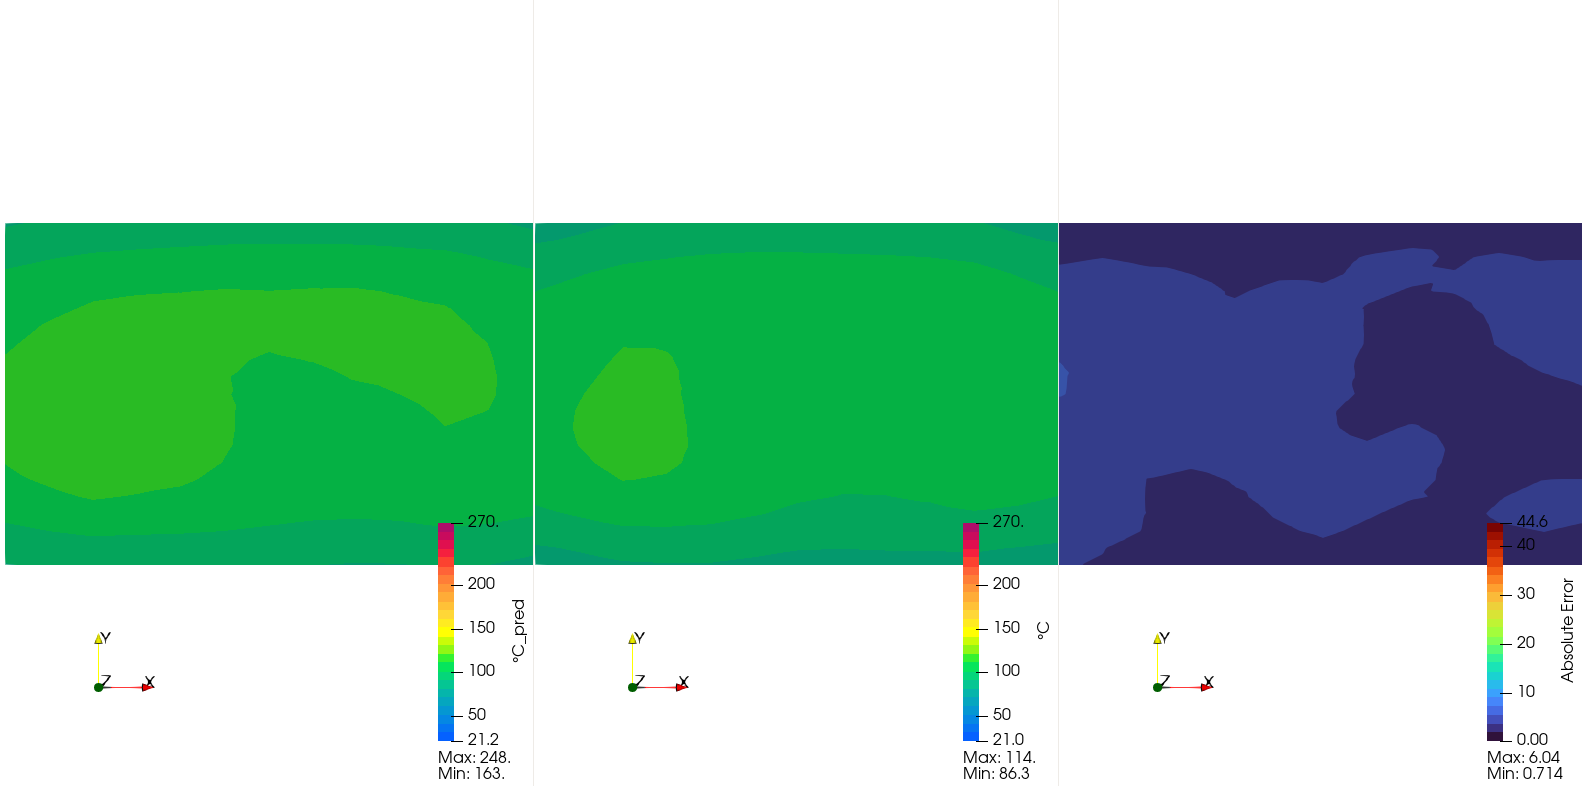 270.
200
150
100
50
21.2
°C_pred
Max: 248.
Min: 163.
Y
Z
X
270.
200
150
100
50
21.0
°C
Max: 114.
Min: 86.3
Y
Z
X
44.6
40
30
20
10
0.00
Absolute Error
Max: 6.04
Min: 0.714
Y
Z
X